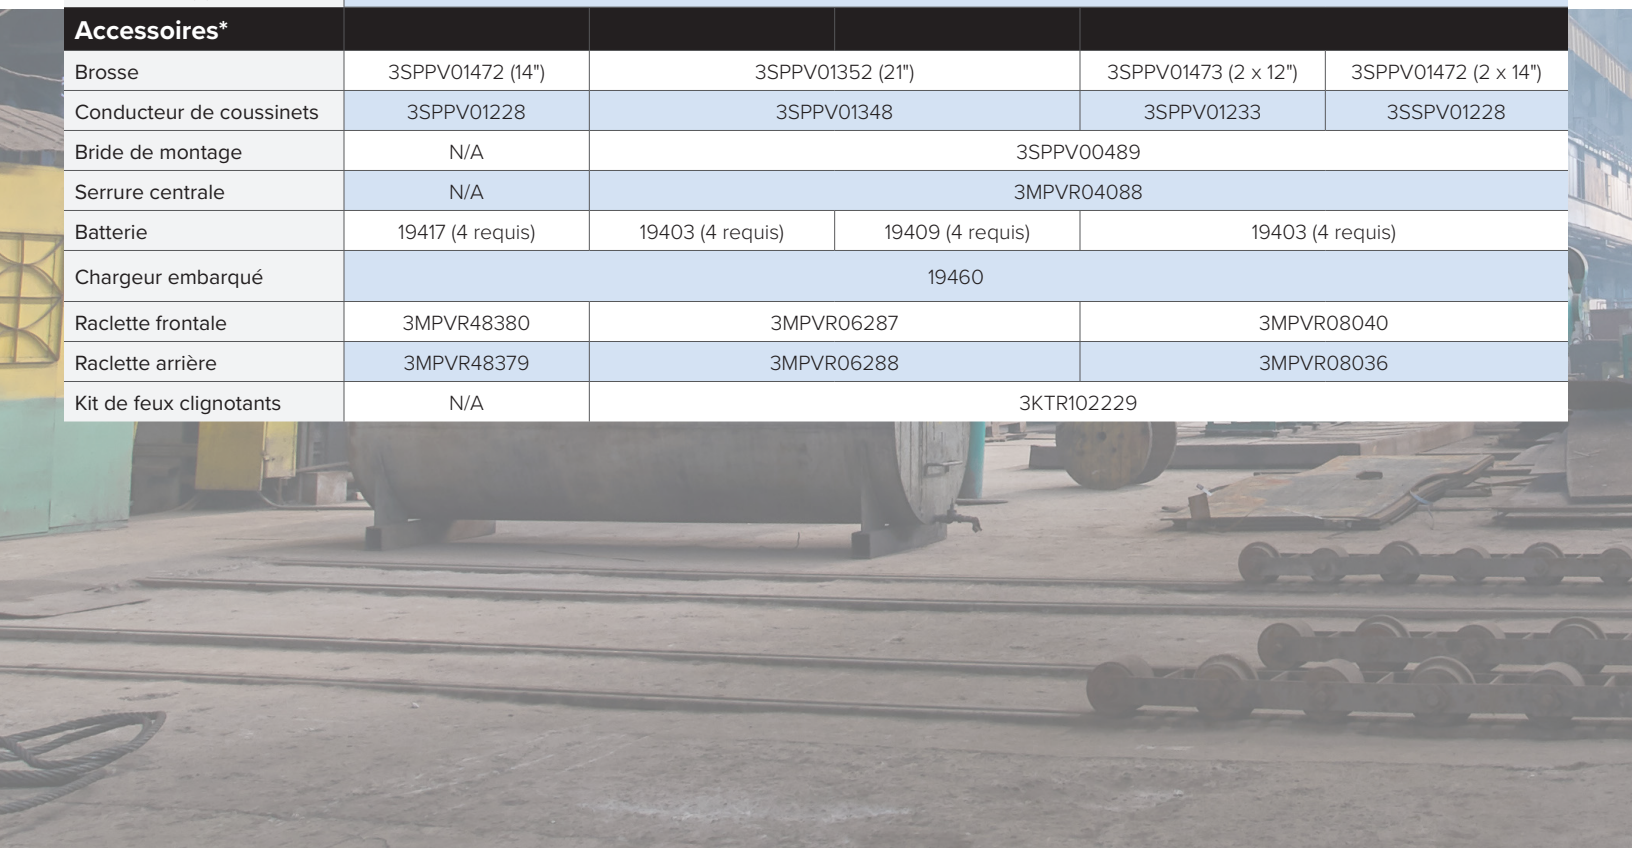 Accessoires*
Brosse 3SPPV01472 (14") 3SPPV01352 (21") 3SPPV01473 (2 x 12") 3SPPV01472 (2 x 14")
Conducteur de coussinets 3SPPV01228 3SPPV01348 3SPPV01233 3SSPV01228
Bride de montage N/A 3SPPV00489
Serrure centrale N/A 3MPVR04088
Batterie 19417 (4 requis) 19403 (4 requis) 19409 (4 requis) 19403 (4 requis)
Chargeur embarqué 19460
Raclette frontale 3MPVR48380 3MPVR06287 3MPVR08040
Raclette arrière 3MPVR48379 3MPVR06288 3MPVR08036
Kit de feux clignotants N/A 3KTR102229